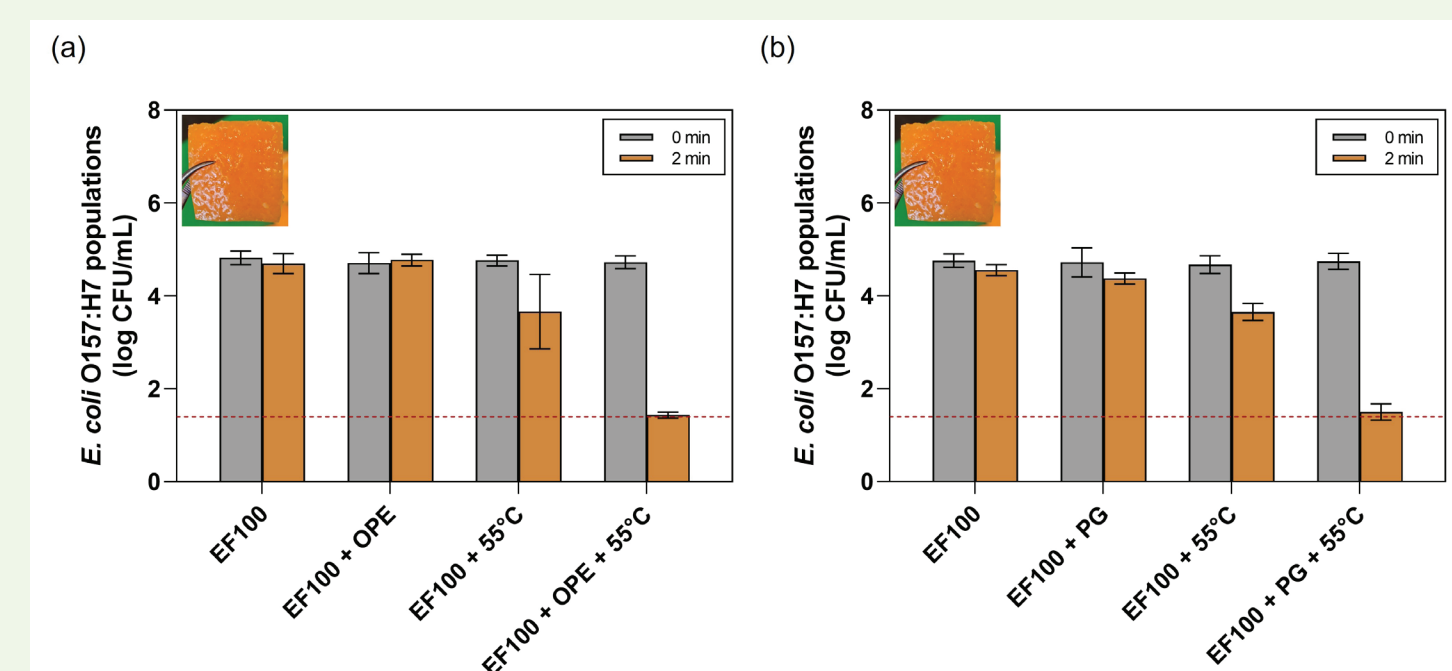 (a)
E. coli O157:H7 populations
(log CFU/mL)
8
6
4
2
0
0 min
2 min
EF100
EF100 + OPE
EF100 + 55°C
EF100 + OPE + 55°C
(b)
E. coli O157:H7 populations
(log CFU/mL)
8
6
4
2
0
0 min
2 min
EF100
EF100 + PG
EF100 + 55°C
EF100 + PG + 55°C